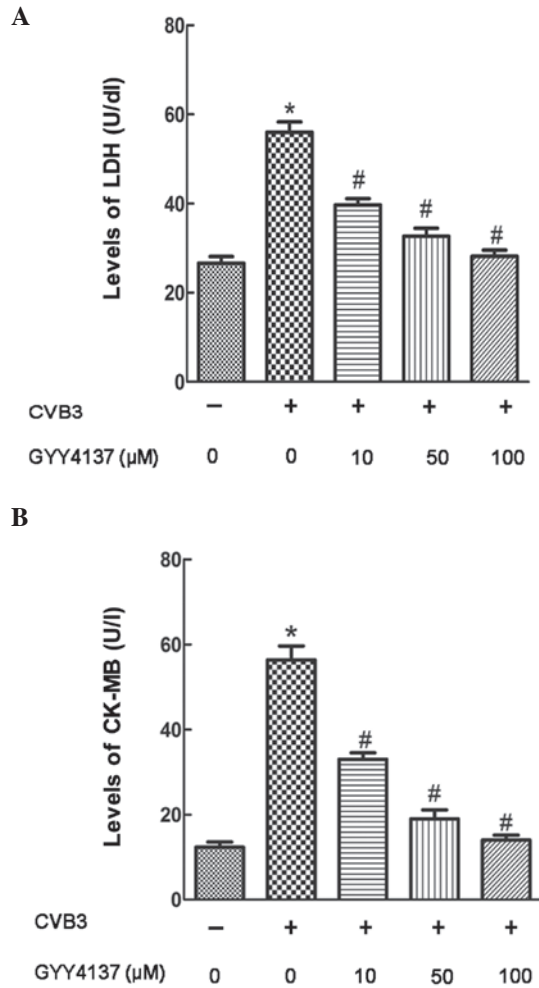 A
Levels of LDH (U/dl)
80
60
40
20
0
*
#
#
#
CVB3 − + + + +
GYY4137 (µM) 0 0 10 50 100
B
Levels of CK-MB (U/l)
80
60
40
20
0
*
#
#
#
CVB3 − + + + +
GYY4137 (µM) 0 0 10 50 100